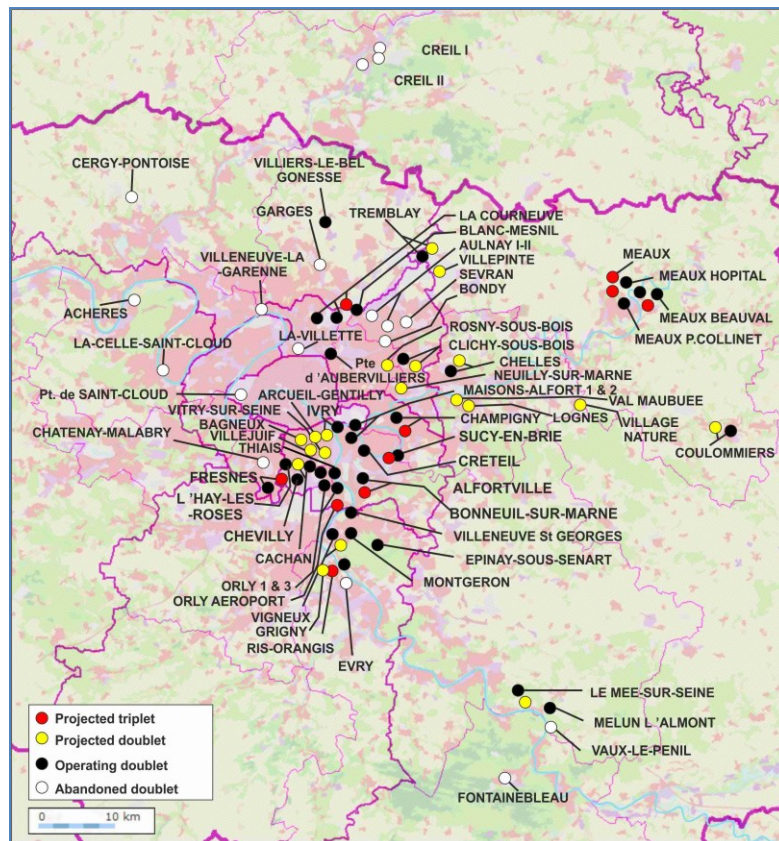 CREIL I
CREIL II
CERGY-PONTOISE
VILLIERS-LE-BEL
GONESSE
GARGES
TREMBLAY
LA COURNEUVE
BLANC-MESNIL
AULNAY I-II
VILLEPINTE
SEVRAN
BONDY
VILLENEUVE-LA
-GARENNE
MEAUX
MEAUX HOPITAL
MEAUX BEAUVAL
MEAUX P.COLLINET
ACHERES
LA-CELLE-SAINT-CLOUD
LA-VILLETTE
ROSNY-SOUS-BOIS
CLICHY-SOUS-BOIS
Pte
d 'AUBERVILLIERS
CHELLES
NEUILLY-SUR-MARNE
Pt. de SAINT-CLOUD
ARCUEIL-GENTILLY
MAISONS-ALFORT 1 & 2
VAL MAUBUEE
VITRY-SUR-SEINE
IVRY
CHAMPIGNY
LOGNES
VILLAGE
NATURE
BAGNEUX
CHATENAY-MALABRY
VILLEJUIF
THIAIS
SUCY-EN-BRIE
COULOMMIERS
CRETEIL
FRESNES
L 'HAY-LES
-ROSES
ALFORTVILLE
BONNEUIL-SUR-MARNE
CHEVILLY
VILLENEUVE St GEORGES
CACHAN
EPINAY-SOUS-SENART
ORLY 1 & 3
MONTGERON
ORLY AEROPORT
VIGNEUX
GRIGNY
RIS-ORANGIS
EVRY
LE MEE-SUR-SEINE
MELUN L 'ALMONT
VAUX-LE-PENIL
FONTAINEBLEAU
Projected triplet
Projected doublet
Operating doublet
Abandoned doublet
0 10 km